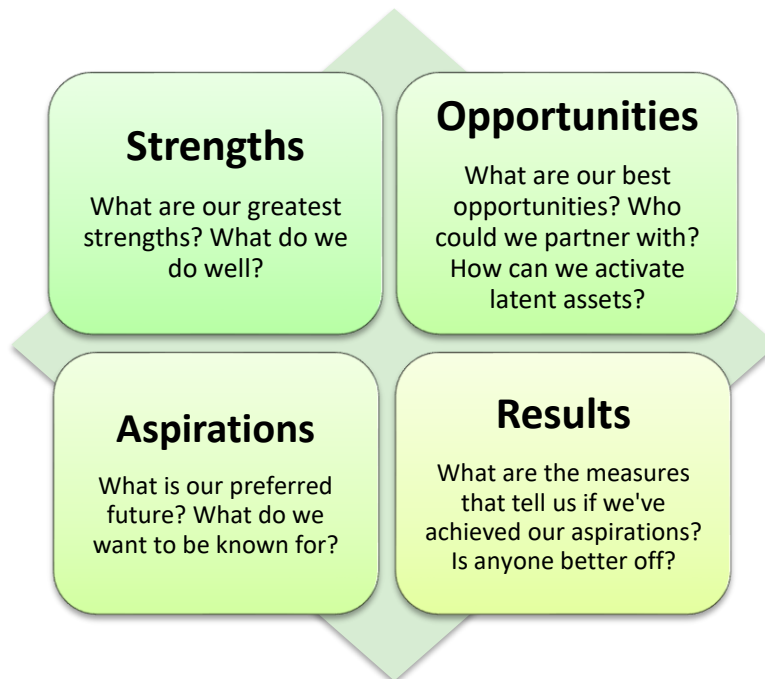 Strengths
What are our greatest
strengths? What do we
do well?
Opportunities
What are our best
opportunities? Who
could we partner with?
How can we activate
latent assets?
Aspirations
What is our preferred
future? What do we
want to be known for?
Results
What are the measures
that tell us if we've
achieved our aspirations?
Is anyone better off?